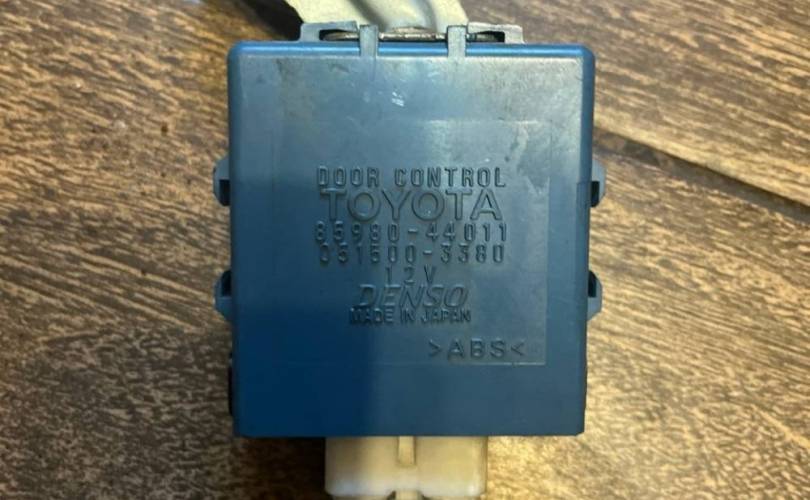 DOOR CONTROL
TOYOTA
85980-44011
051500-3380
12V
DENSO
MADE IN JAPAN
>ABS<